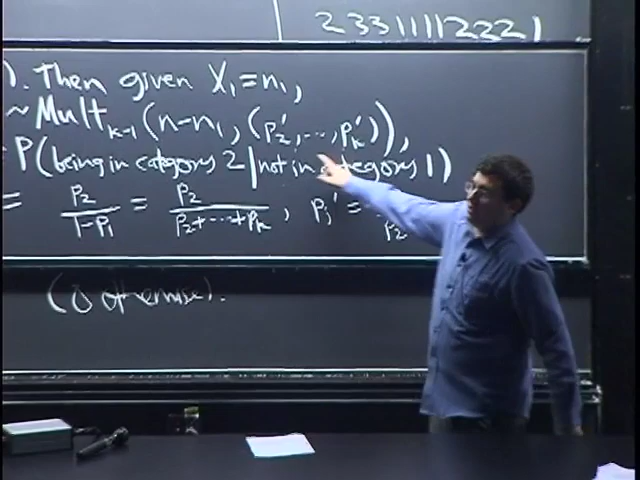 2331111122221
). Then given X₁=n₁,
~ Mult_{k-1}(n-n₁, (p₂',...,p_k')),
P(being in category 2 | not in category 1)
= p₂/(1-p₁) = p₂/(p₂+...+p_k), p_j' =
(0 otherwise).